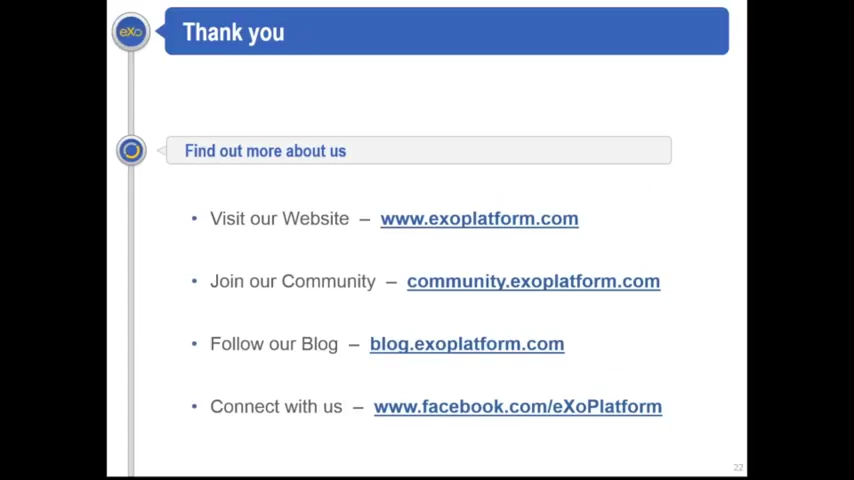 eXo
Thank you
Find out more about us
• Visit our Website – www.exoplatform.com
• Join our Community – community.exoplatform.com
• Follow our Blog – blog.exoplatform.com
• Connect with us – www.facebook.com/eXoPlatform
22